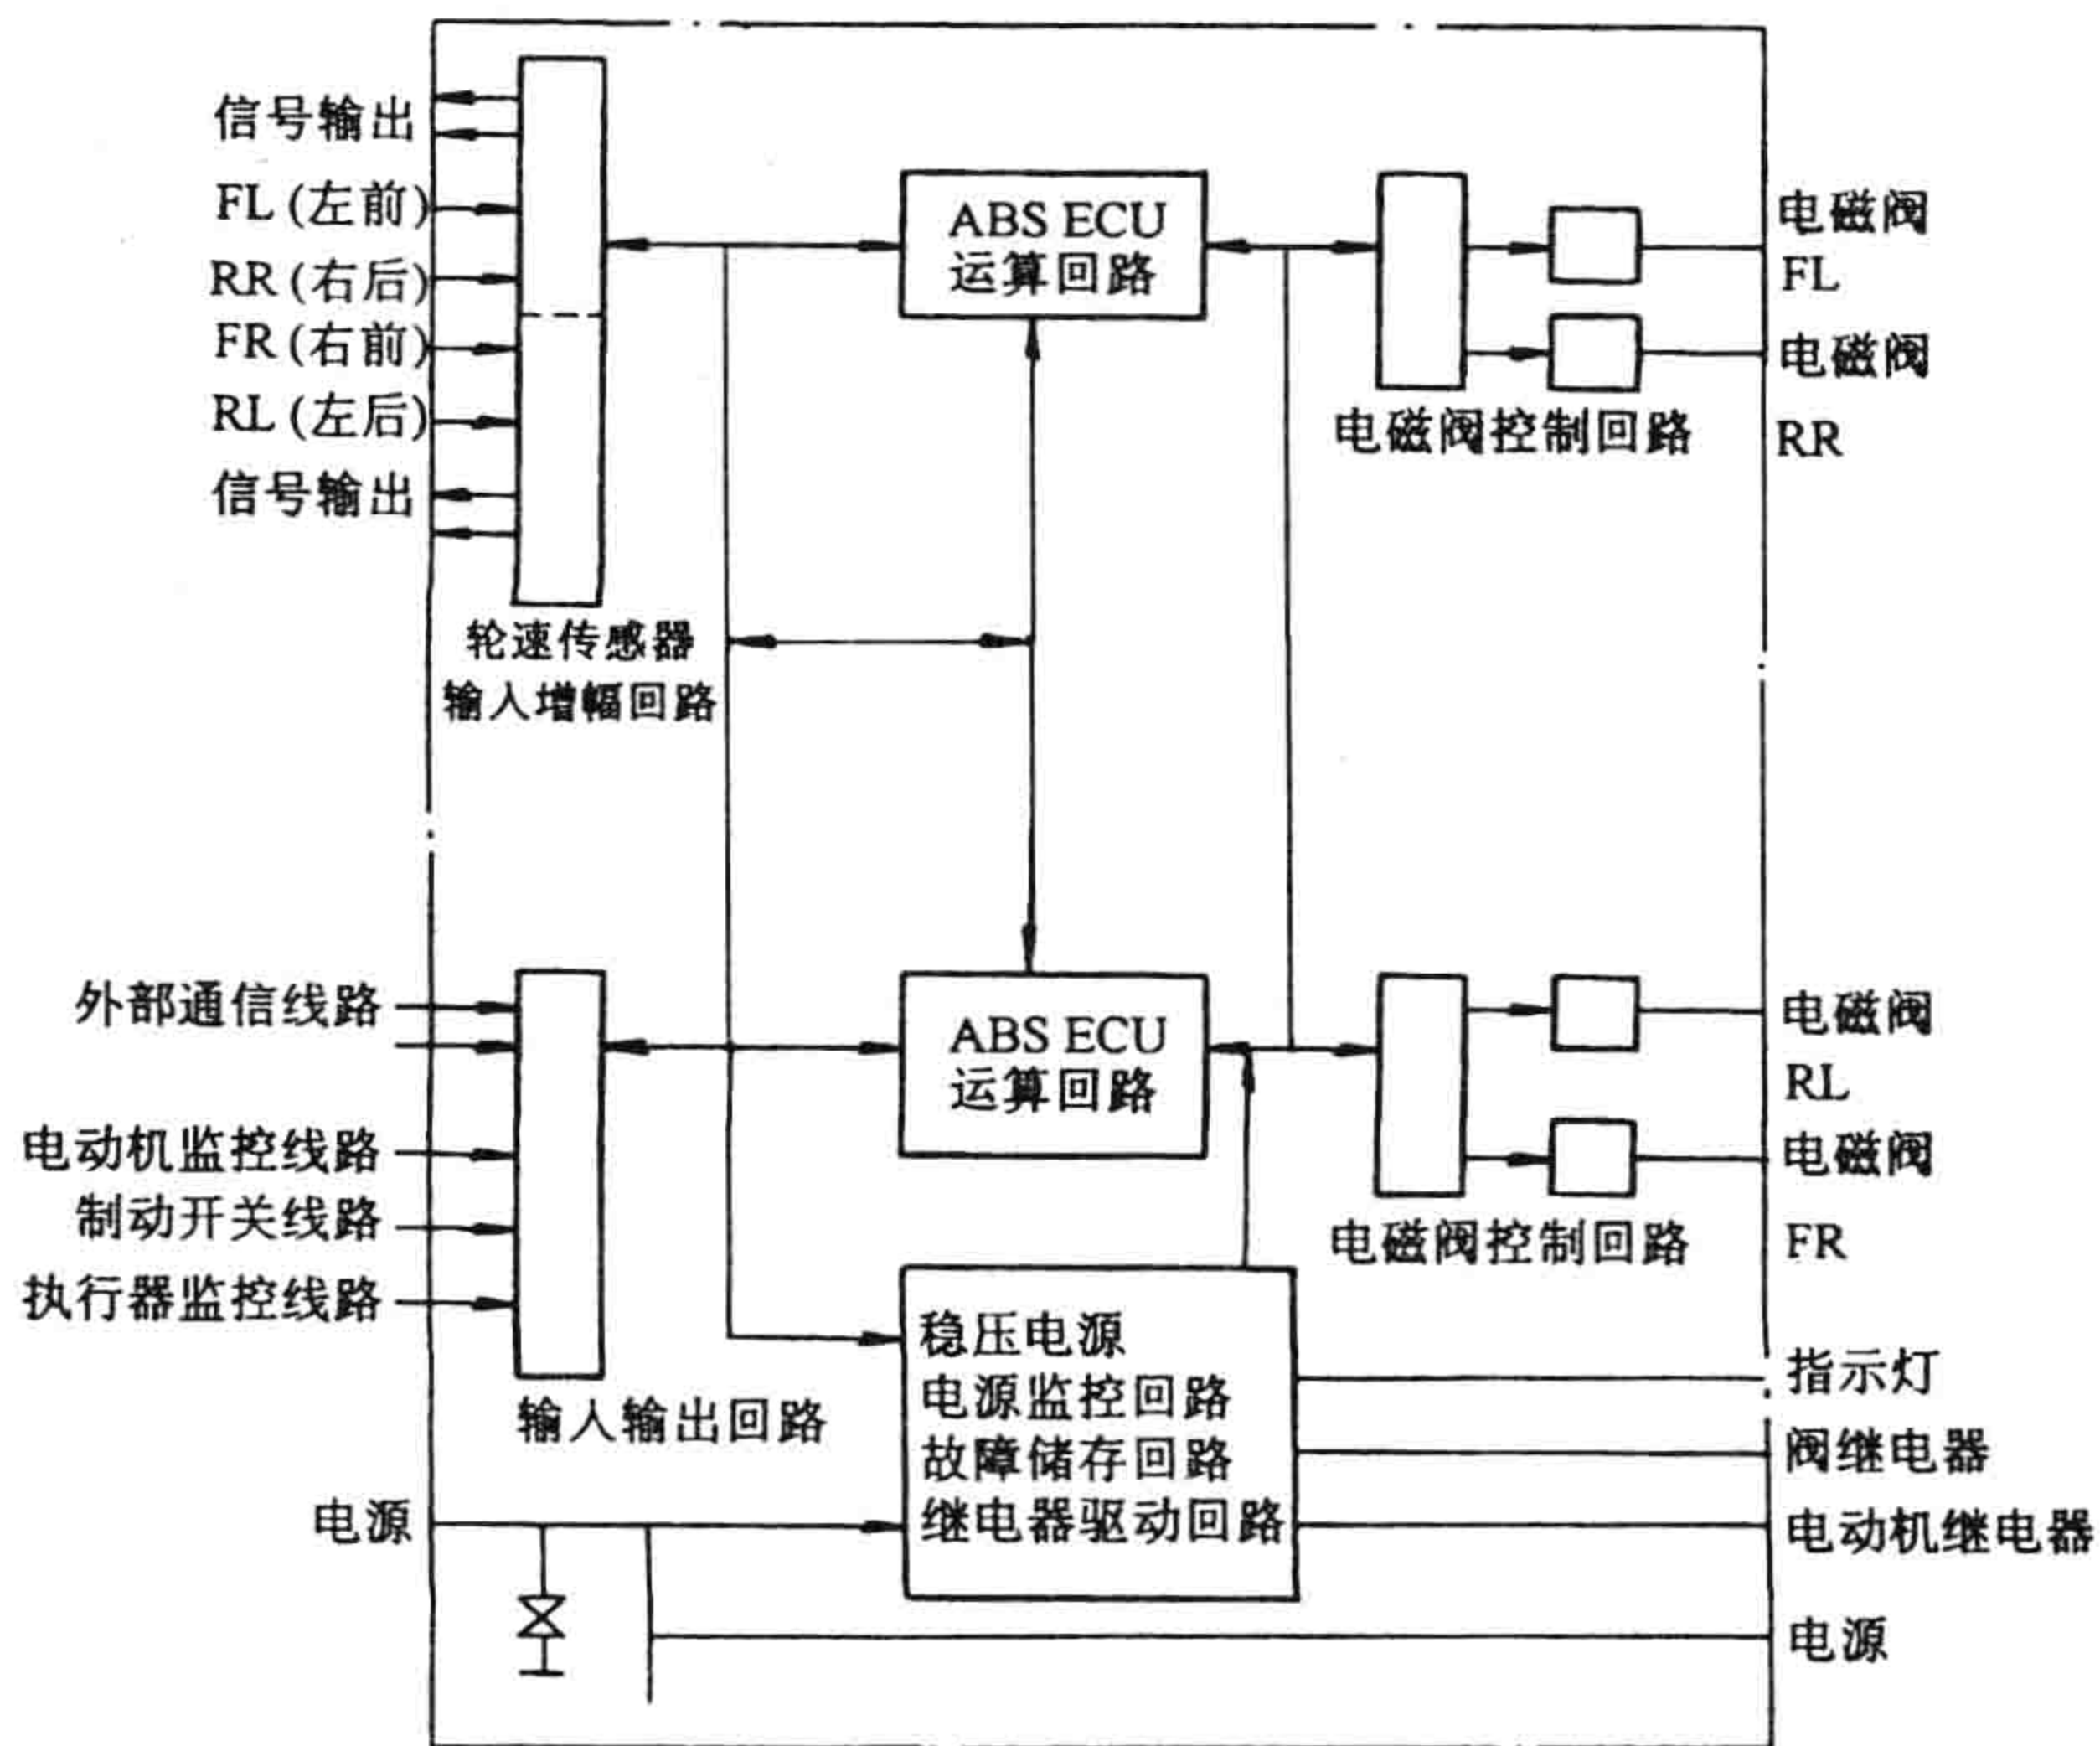 信号输出
FL(左前)
RR(右后)
FR(右前)
RL(左后)
信号输出
轮速传感器
输入增幅回路
ABS ECU
运算回路
电磁阀
FL
电磁阀
RR
电磁阀控制回路
外部通信线路
电动机监控线路
制动开关线路
执行器监控线路
输入输出回路
ABS ECU
运算回路
电磁阀
RL
电磁阀
FR
电磁阀控制回路
稳压电源
电源监控回路
故障储存回路
继电器驱动回路
指示灯
阀继电器
电动机继电器
电源
电源